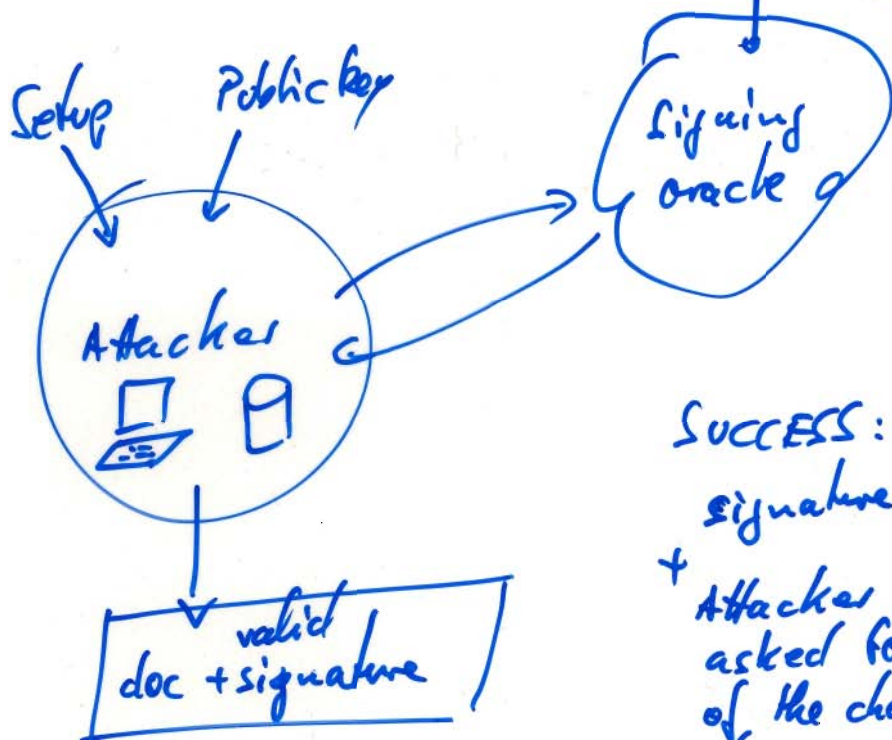 Setup
Public key
Signing
oracle
Attacker
valid
doc + signature
SUCCESS:
signature
+
Attacker
asked fo
of the ch